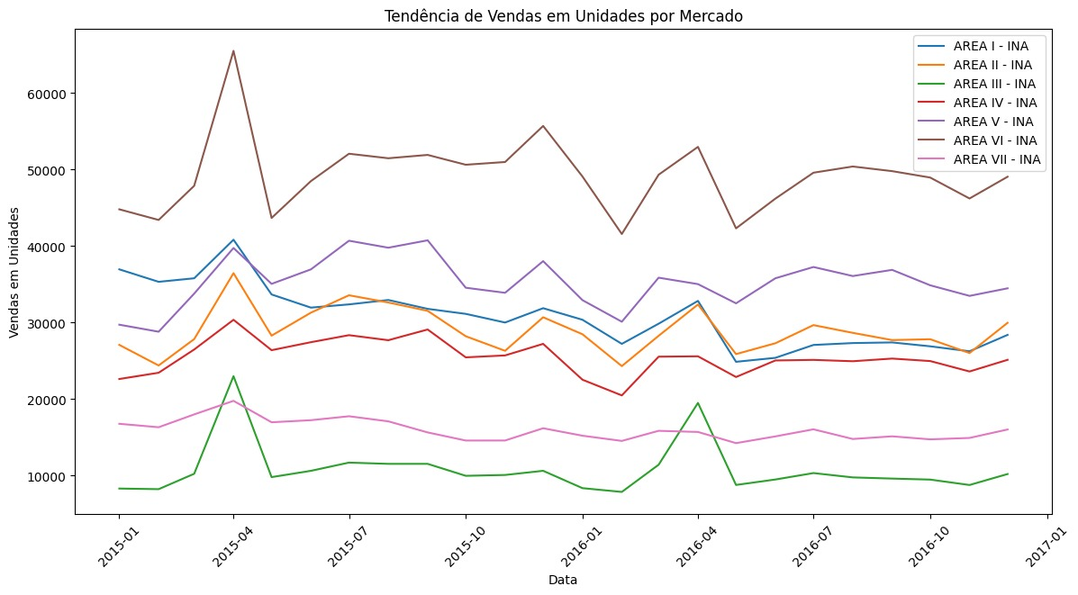 Tendência de Vendas em Unidades por Mercado
AREA I - INA
AREA II - INA
AREA III - INA
AREA IV - INA
AREA V - INA
AREA VI - INA
AREA VII - INA
Vendas em Unidades
60000
50000
40000
30000
20000
10000
2015-01
2015-04
2015-07
2015-10
2016-01
2016-04
2016-07
2016-10
2017-01
Data